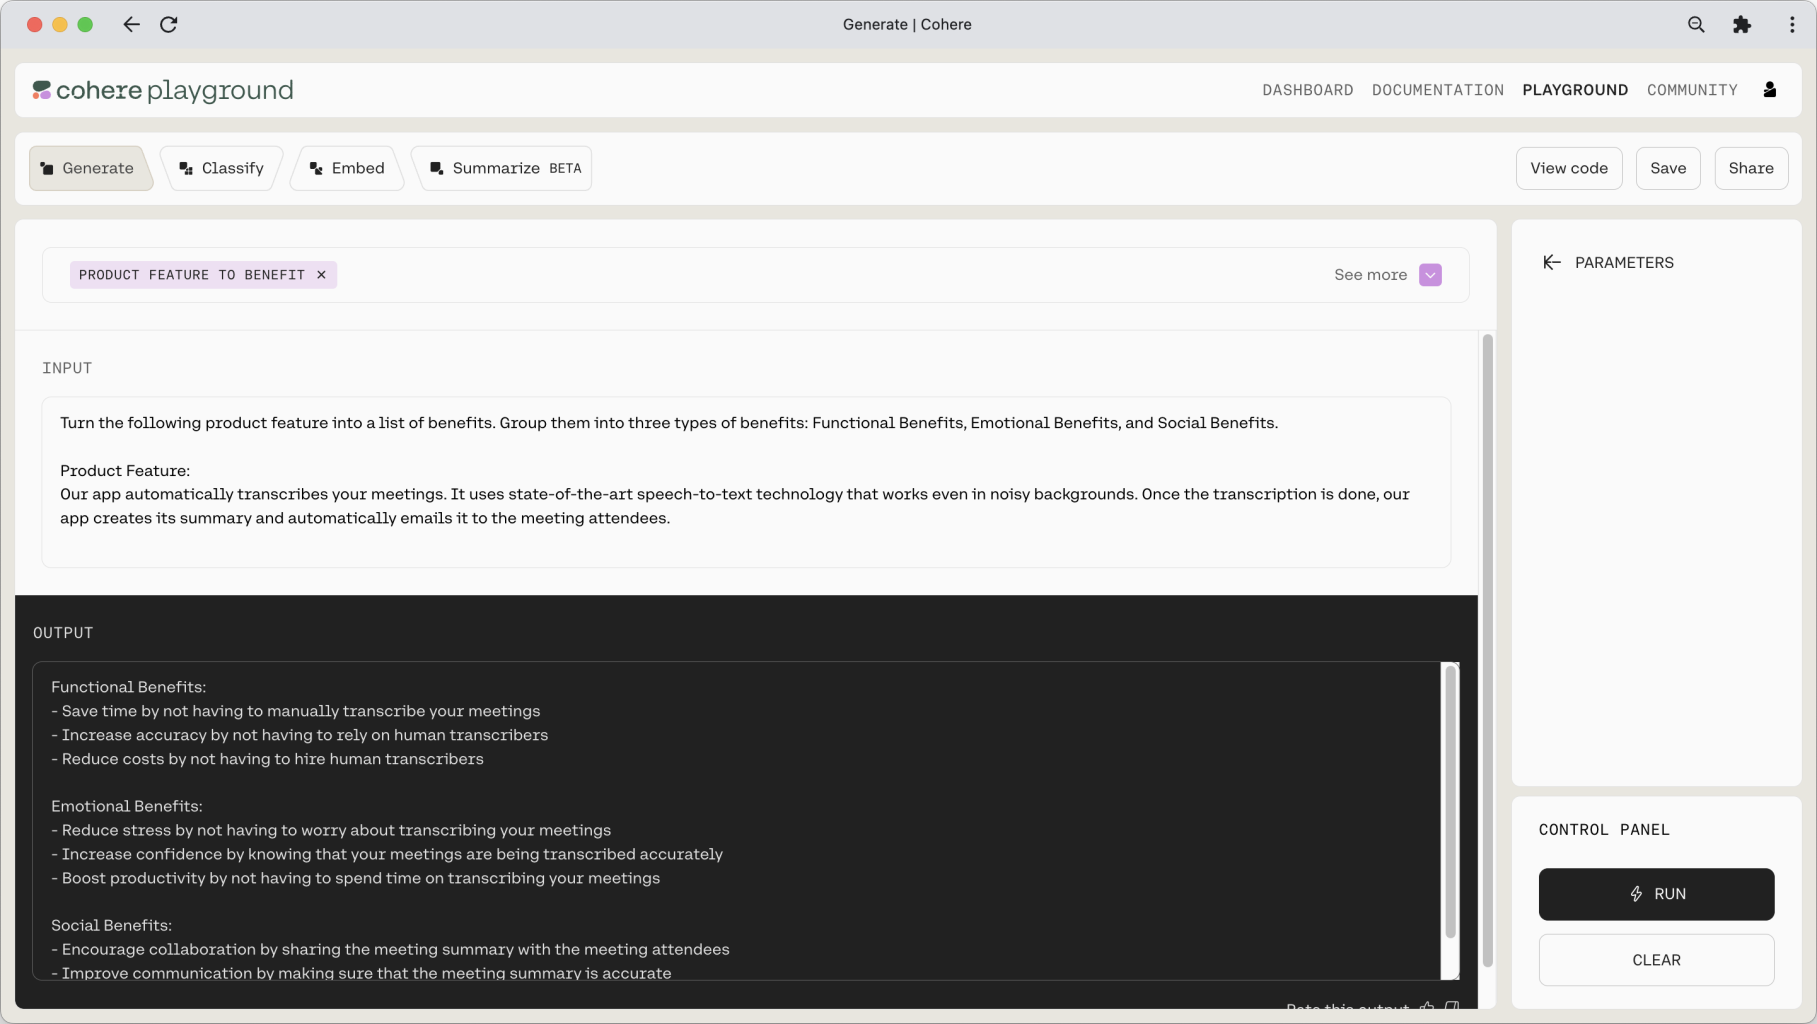 Generate | Cohere
cohere playground
DASHBOARD DOCUMENTATION PLAYGROUND COMMUNITY
Generate Classify Embed Summarize BETA View code Save Share
PRODUCT FEATURE TO BENEFIT × See more
PARAMETERS
INPUT
Turn the following product feature into a list of benefits. Group them into three types of benefits: Functional Benefits, Emotional Benefits, and Social Benefits.
Product Feature:
Our app automatically transcribes your meetings. It uses state-of-the-art speech-to-text technology that works even in noisy backgrounds. Once the transcription is done, our
app creates its summary and automatically emails it to the meeting attendees.
OUTPUT
Functional Benefits:
- Save time by not having to manually transcribe your meetings
- Increase accuracy by not having to rely on human transcribers
- Reduce costs by not having to hire human transcribers
Emotional Benefits:
- Reduce stress by not having to worry about transcribing your meetings
- Increase confidence by knowing that your meetings are being transcribed accurately
- Boost productivity by not having to spend time on transcribing your meetings
Social Benefits:
- Encourage collaboration by sharing the meeting summary with the meeting attendees
- Improve communication by making sure that the meeting summary is accurate
Rate this output
CONTROL PANEL
RUN
CLEAR